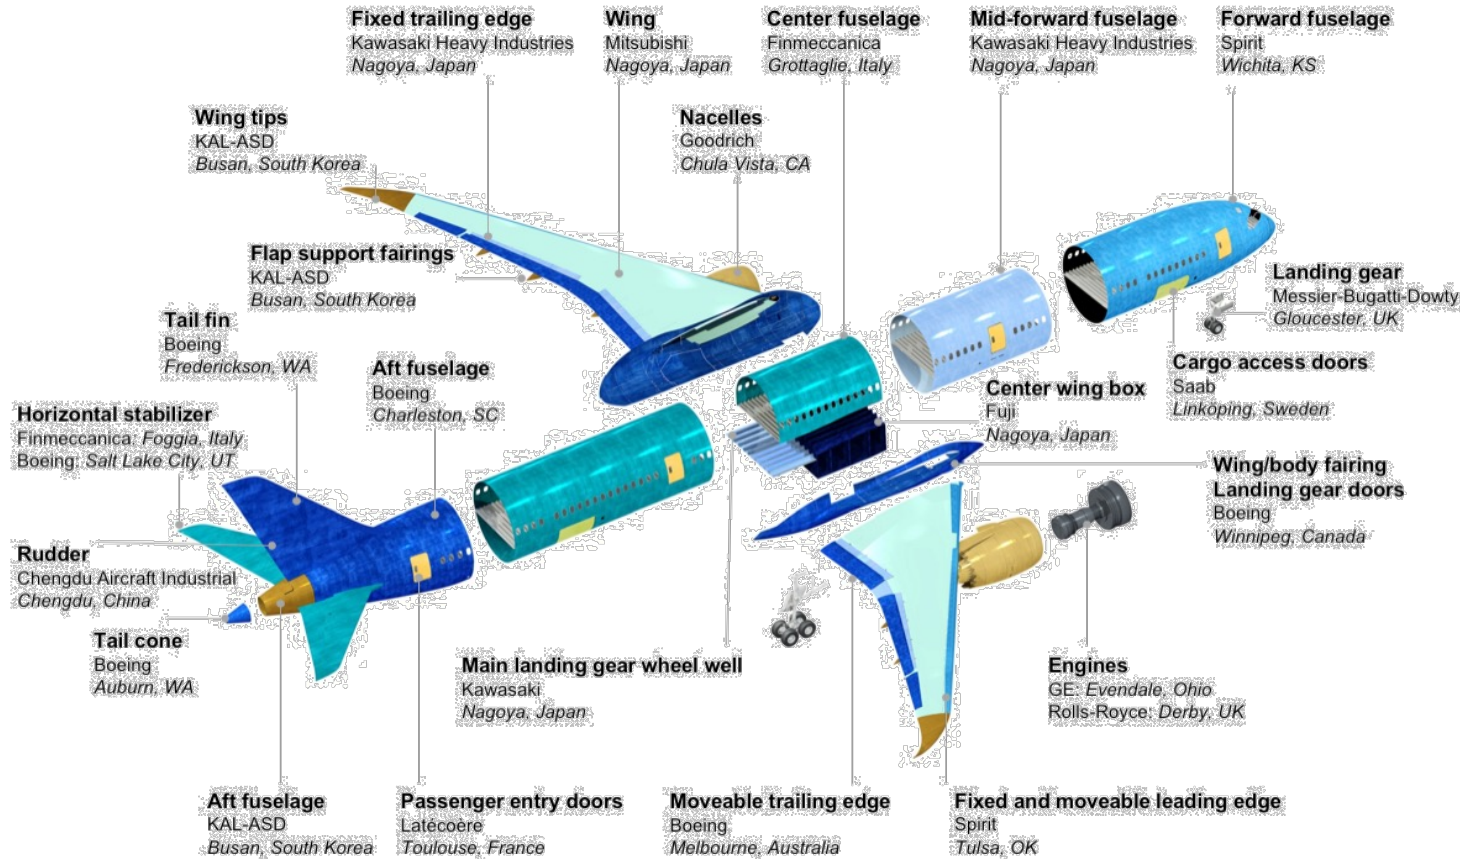 Fixed trailing edge
Kawasaki Heavy Industries
Nagoya, Japan
Wing
Mitsubishi
Nagoya, Japan
Center fuselage
Finmeccanica
Grottaglie, Italy
Mid-forward fuselage
Kawasaki Heavy Industries
Nagoya, Japan
Forward fuselage
Spirit
Wichita, KS
Wing tips
KAL-ASD
Busan, South Korea
Nacelles
Goodrich
Chula Vista, CA
Flap support fairings
KAL-ASD
Busan, South Korea
Landing gear
Messier-Bugatti-Dowty
Gloucester, UK
Tail fin
Boeing
Frederickson, WA
Aft fuselage
Boeing
Charleston, SC
Cargo access doors
Saab
Linkoping, Sweden
Center wing box
Fuji
Nagoya, Japan
Horizontal stabilizer
Finmeccanica: Foggia, Italy
Boeing: Salt Lake City, UT
Wing/body fairing
Landing gear doors
Boeing
Winnipeg, Canada
Rudder
Chengdu Aircraft Industrial
Chengdu, China
Tail cone
Boeing
Auburn, WA
Main landing gear wheel well
Kawasaki
Nagoya, Japan
Engines
GE: Evendale, Ohio
Rolls-Royce: Derby, UK
Aft fuselage
KAL-ASD
Busan, South Korea
Passenger entry doors
Latécoère
Toulouse, France
Moveable trailing edge
Boeing
Melbourne, Australia
Fixed and moveable leading edge
Spirit
Tulsa, OK